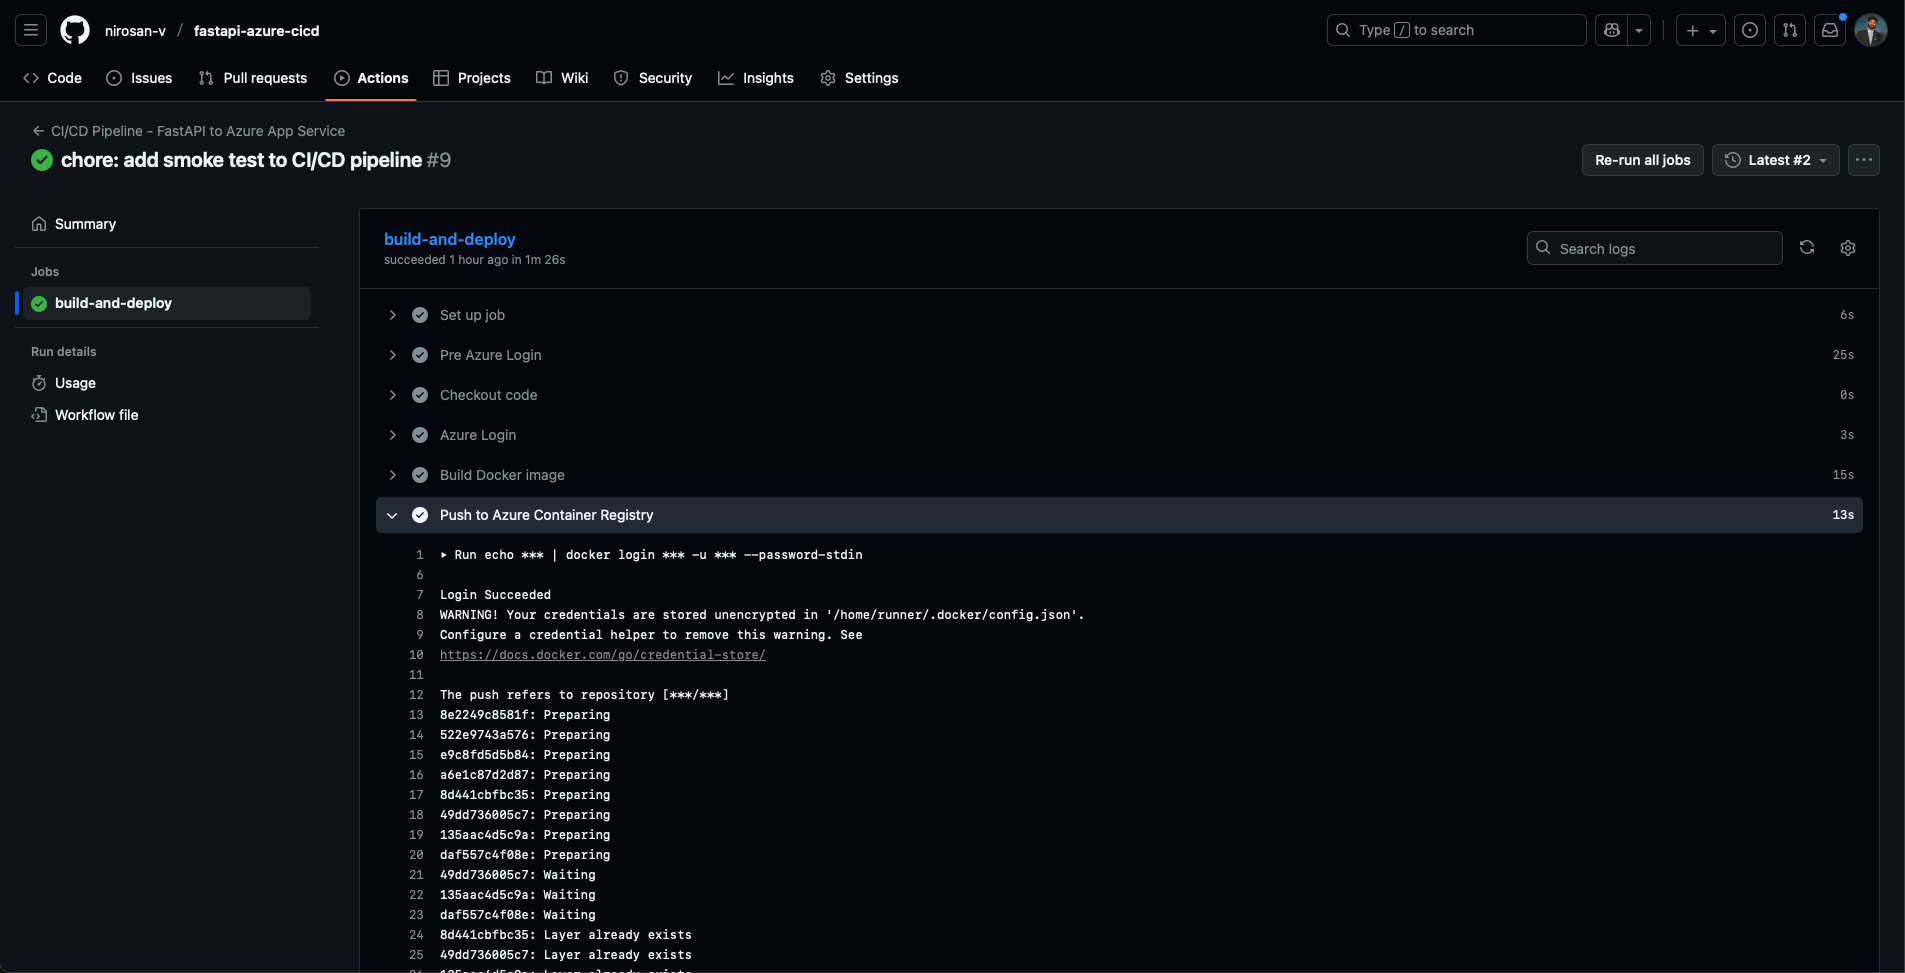 nirosan-v / fastapi-azure-cicd
Type / to search
Code
Issues
Pull requests
Actions
Projects
Wiki
Security
Insights
Settings
← CI/CD Pipeline - FastAPI to Azure App Service
chore: add smoke test to CI/CD pipeline #9
Re-run all jobs
Latest #2
Summary
Jobs
build-and-deploy
Run details
Usage
Workflow file
build-and-deploy
succeeded 1 hour ago in 1m 26s
Search logs
Set up job 6s
Pre Azure Login 25s
Checkout code 0s
Azure Login 3s
Build Docker image 15s
Push to Azure Container Registry 13s
1 ▸ Run echo *** | docker login *** -u *** --password-stdin
6
7 Login Succeeded
8 WARNING! Your credentials are stored unencrypted in '/home/runner/.docker/config.json'.
9 Configure a credential helper to remove this warning. See
10 https://docs.docker.com/go/credential-store/
11
12 The push refers to repository [***/***]
13 8e2249c8581f: Preparing
14 522e9743a576: Preparing
15 e9c8fd5d5b84: Preparing
16 a6e1c87d2d87: Preparing
17 8d441cbfbc35: Preparing
18 49dd736005c7: Preparing
19 135aac4d5c9a: Preparing
20 daf557c4f08e: Preparing
21 49dd736005c7: Waiting
22 135aac4d5c9a: Waiting
23 daf557c4f08e: Waiting
24 8d441cbfbc35: Layer already exists
25 49dd736005c7: Layer already exists